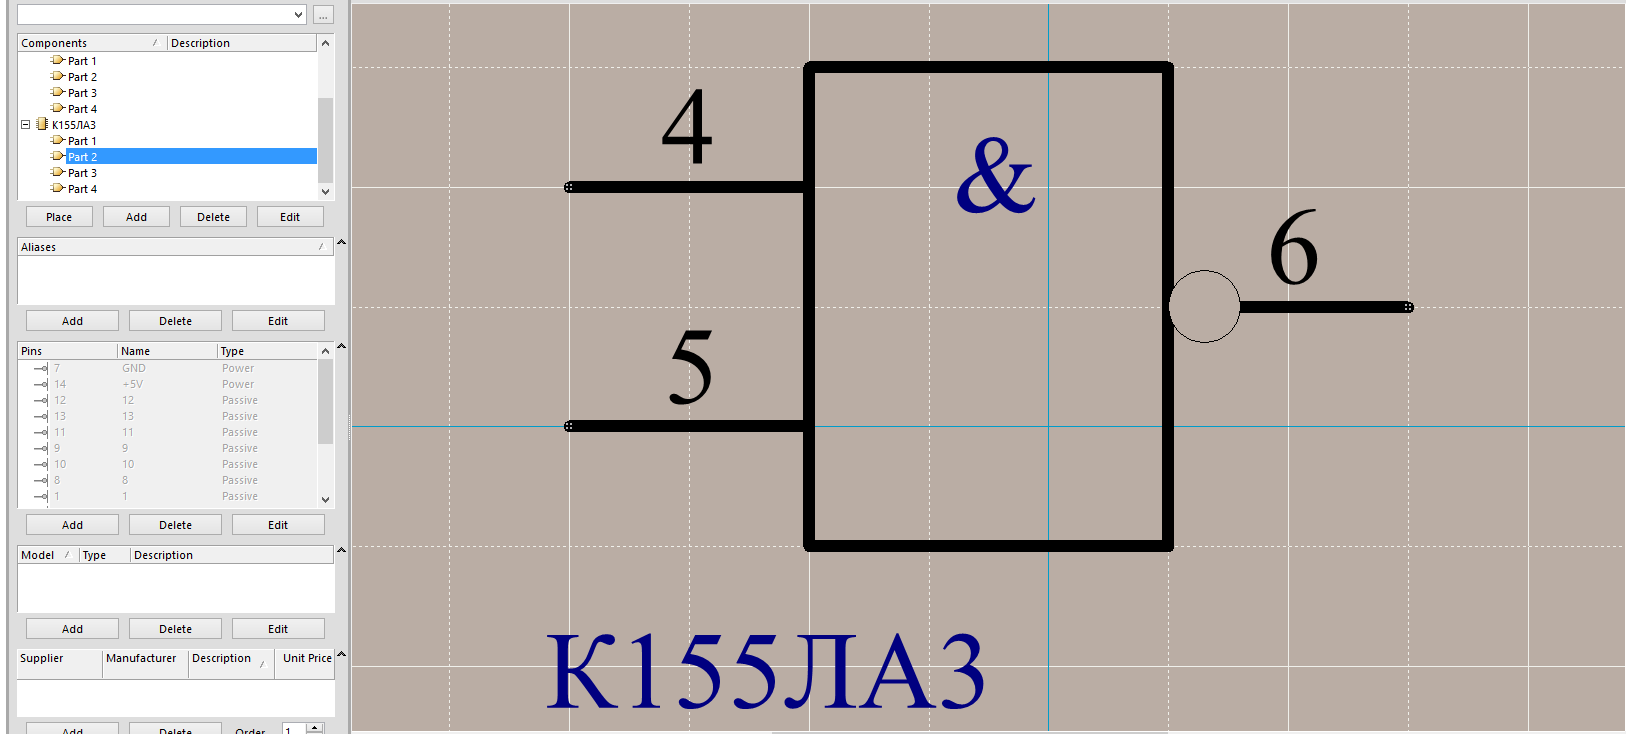 ...
Components / Description
Part 1
Part 2
Part 3
Part 4
К155ЛА3
Part 1
Part 2
Part 3
Part 4
Place Add Delete Edit
Aliases /
Add Delete Edit
Pins Name Type
7 GND Power
14 +5V Power
12 12 Passive
13 13 Passive
11 11 Passive
9 9 Passive
10 10 Passive
8 8 Passive
1 1 Passive
Add Delete Edit
Model / Type Description
Add Delete Edit
Supplier Manufacturer Description / Unit Price
Add Delete Order 1
4
&
6
5
К155ЛА3